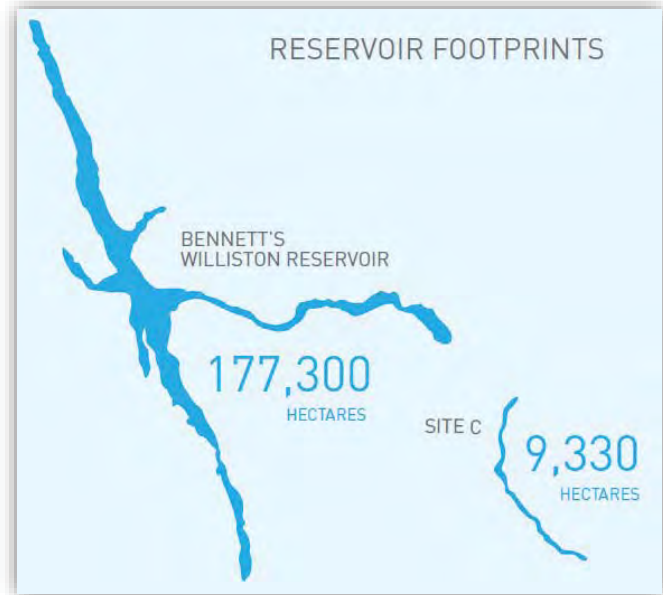 RESERVOIR FOOTPRINTS
BENNETT'S
WILLISTON RESERVOIR
177,300
HECTARES
SITE C
9,330
HECTARES